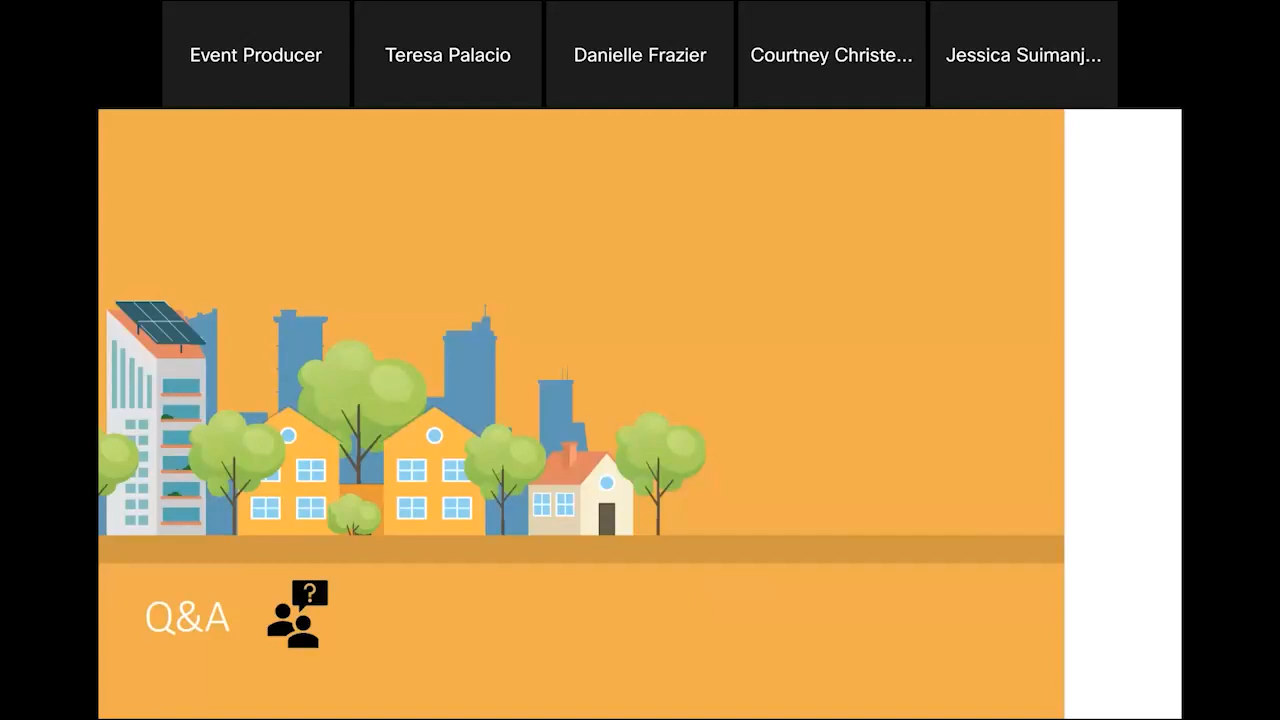 Event Producer
Teresa Palacio
Danielle Frazier
Courtney Christe...
Jessica Suimanj...
?
Q&A